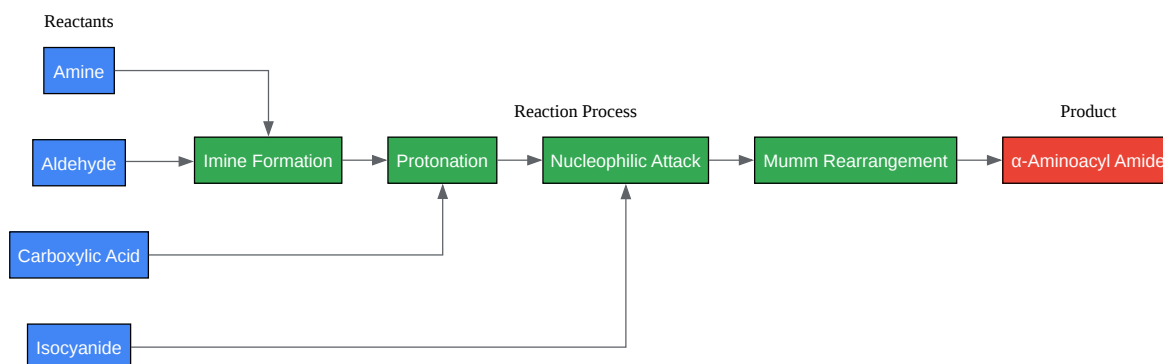 Reactants
Amine
Reaction Process
Product
Aldehyde
Imine Formation
Protonation
Nucleophilic Attack
Mumm Rearrangement
α-Aminoacyl Amide
Carboxylic Acid
Isocyanide